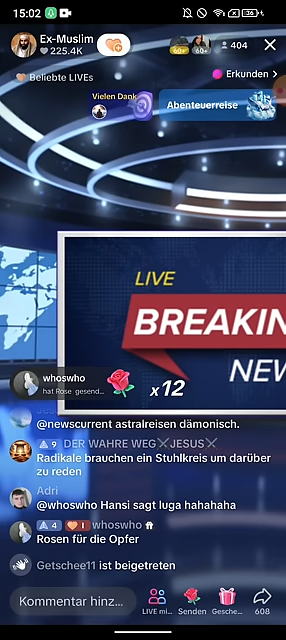 15:02
36
Ex-Muslim
225.4K
60+
60+
404
Beliebte LIVEs
Erkunden >
Vielen Dank
Abenteuerreise
LIVE
BREAKIN
NEW
whoswho
hat Rose gesend...
x12
@newscurrent astralreisen dämonisch.
9 DER WAHRE WEG⚔JESUS⚔
Radikale brauchen ein Stuhlkreis um darüber
zu reden
Adri
@whoswho Hansi sagt luga hahahaha
4 1 whoswho
Rosen für die Opfer
Getschee11 ist beigetreten
Kommentar hinz...
LIVE mi...
Senden
Gesche...
608